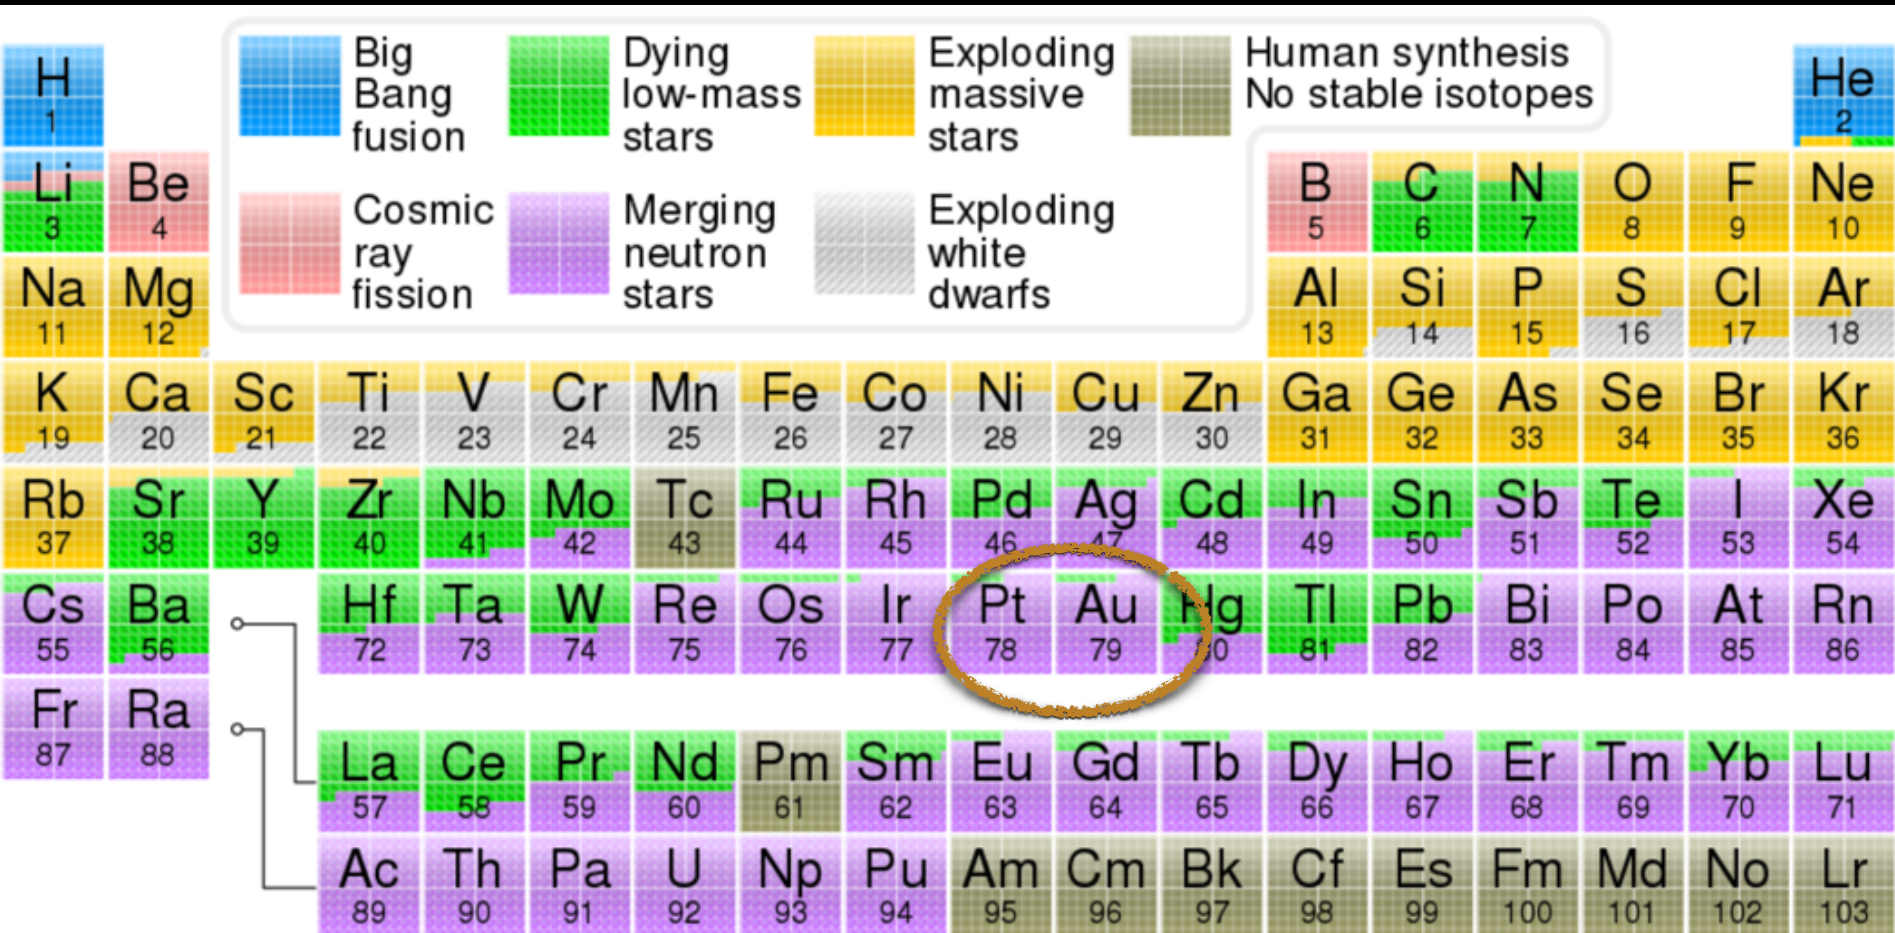 Big
Bang
fusion
Dying
low-mass
stars
Exploding
massive
stars
Human synthesis
No stable isotopes
Cosmic
ray
fission
Merging
neutron
stars
Exploding
white
dwarfs
H He
1 2
Li Be B C N O F Ne
3 4 5 6 7 8 9 10
Na Mg Al Si P S Cl Ar
11 12 13 14 15 16 17 18
K Ca Sc Ti V Cr Mn Fe Co Ni Cu Zn Ga Ge As Se Br Kr
19 20 21 22 23 24 25 26 27 28 29 30 31 32 33 34 35 36
Rb Sr Y Zr Nb Mo Tc Ru Rh Pd Ag Cd In Sn Sb Te I Xe
37 38 39 40 41 42 43 44 45 46 47 48 49 50 51 52 53 54
Cs Ba Hf Ta W Re Os Ir Pt Au Hg Tl Pb Bi Po At Rn
55 56 72 73 74 75 76 77 78 79 0 81 82 83 84 85 86
Fr Ra
87 88
La Ce Pr Nd Pm Sm Eu Gd Tb Dy Ho Er Tm Yb Lu
57 58 59 60 61 62 63 64 65 66 67 68 69 70 71
Ac Th Pa U Np Pu Am Cm Bk Cf Es Fm Md No Lr
89 90 91 92 93 94 95 96 97 98 99 100 101 102 103